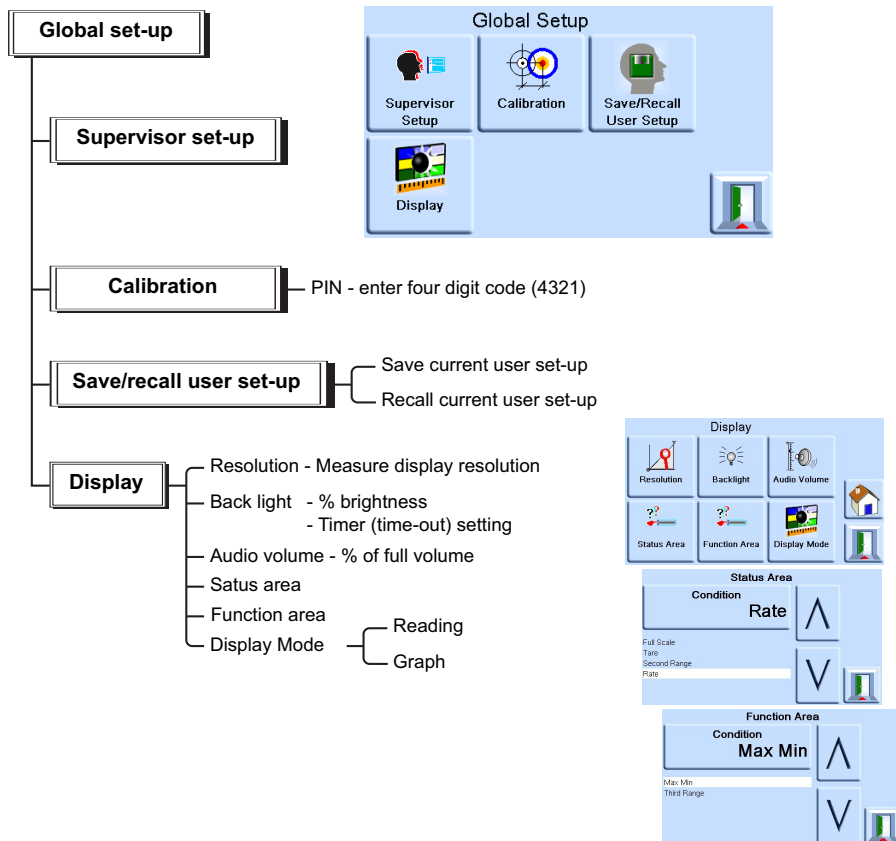 Global set-up
Supervisor set-up
Calibration
PIN - enter four digit code (4321)
Save/recall user set-up
Save current user set-up
Recall current user set-up
Display
Resolution - Measure display resolution
Back light - % brightness
- Timer (time-out) setting
Audio volume - % of full volume
Satus area
Function area
Display Mode
Reading
Graph
Global Setup
Supervisor
Setup
Calibration
Save/Recall
User Setup
Display
Display
Resolution
Backlight
Audio Volume
Status Area
Function Area
Display Mode
Status Area
Condition
Rate
Full Scale
Tare
Second Range
Rate
Function Area
Condition
Max Min
Max Min
Third Range